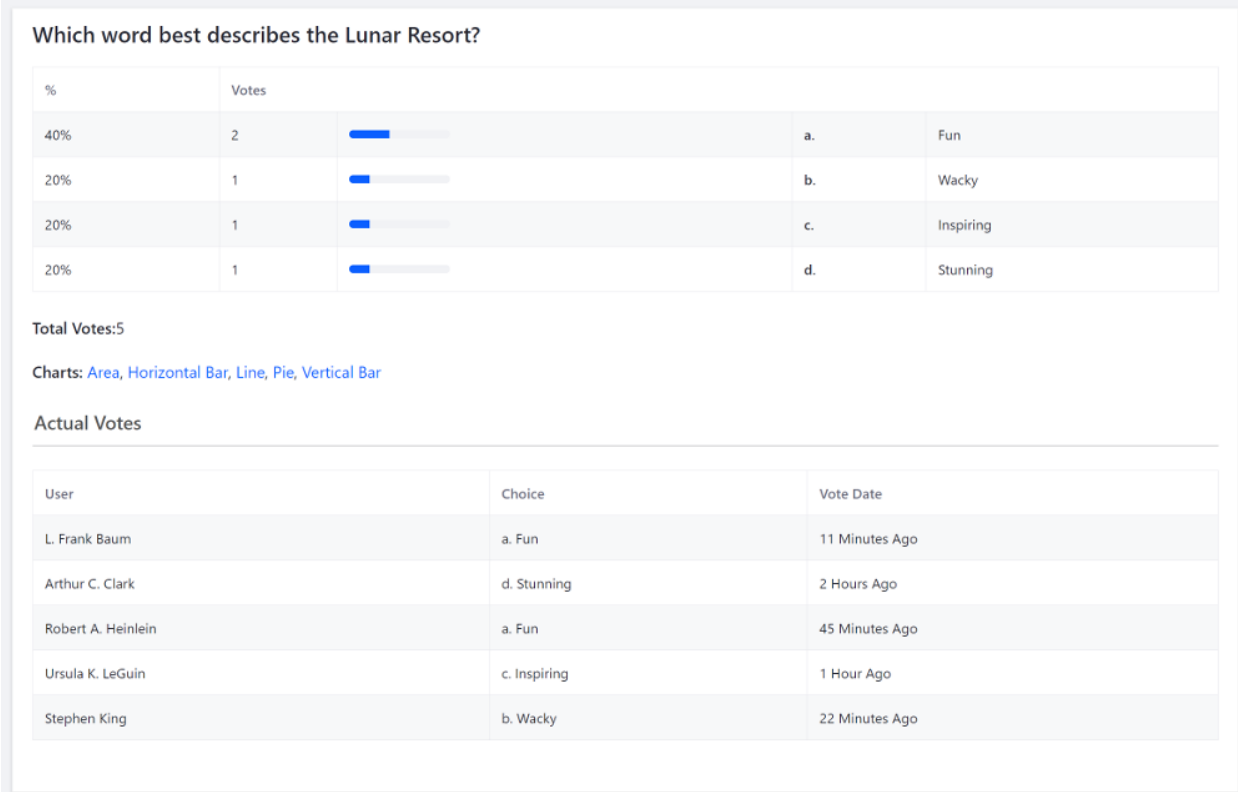 Which word best describes the Lunar Resort?
% Votes
40% 2 a. Fun
20% 1 b. Wacky
20% 1 c. Inspiring
20% 1 d. Stunning
Total Votes:5
Charts: Area, Horizontal Bar, Line, Pie, Vertical Bar
Actual Votes
User Choice Vote Date
L. Frank Baum a. Fun 11 Minutes Ago
Arthur C. Clark d. Stunning 2 Hours Ago
Robert A. Heinlein a. Fun 45 Minutes Ago
Ursula K. LeGuin c. Inspiring 1 Hour Ago
Stephen King b. Wacky 22 Minutes Ago